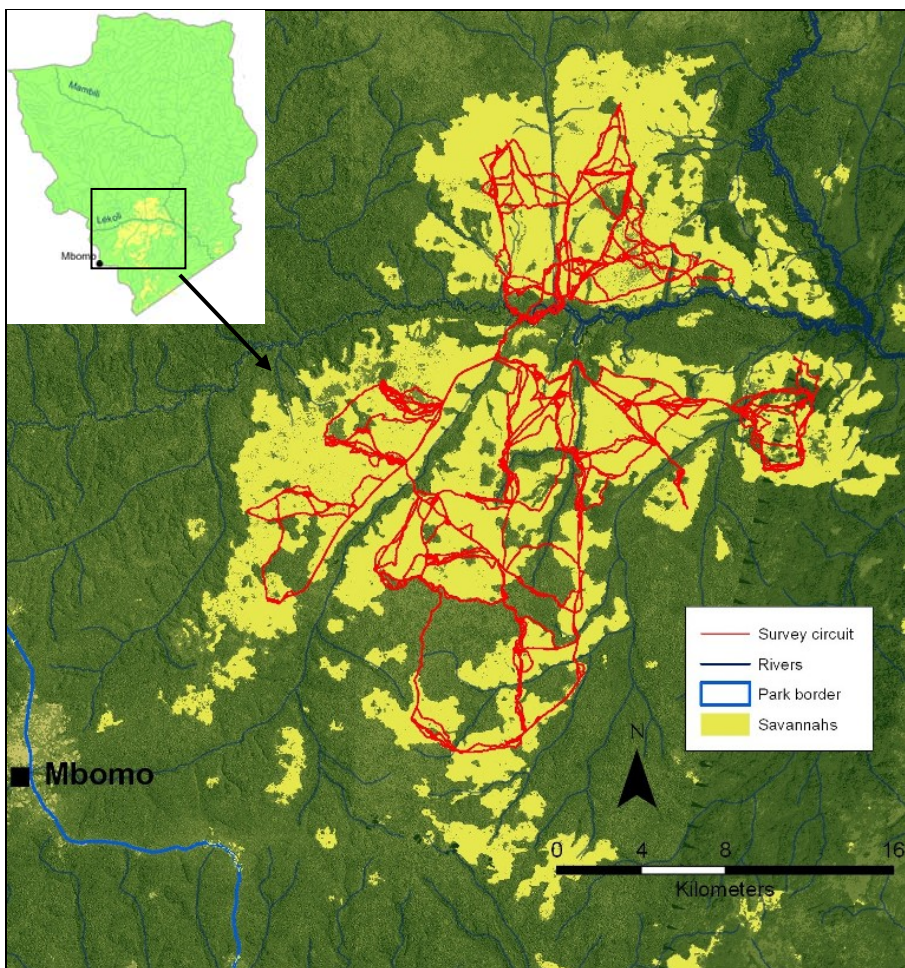 Mambili
Lekoli
Mbomo
Survey circuit
Rivers
Park border
Savannahs
N
Mbomo
0 4 8 16
Kilometers